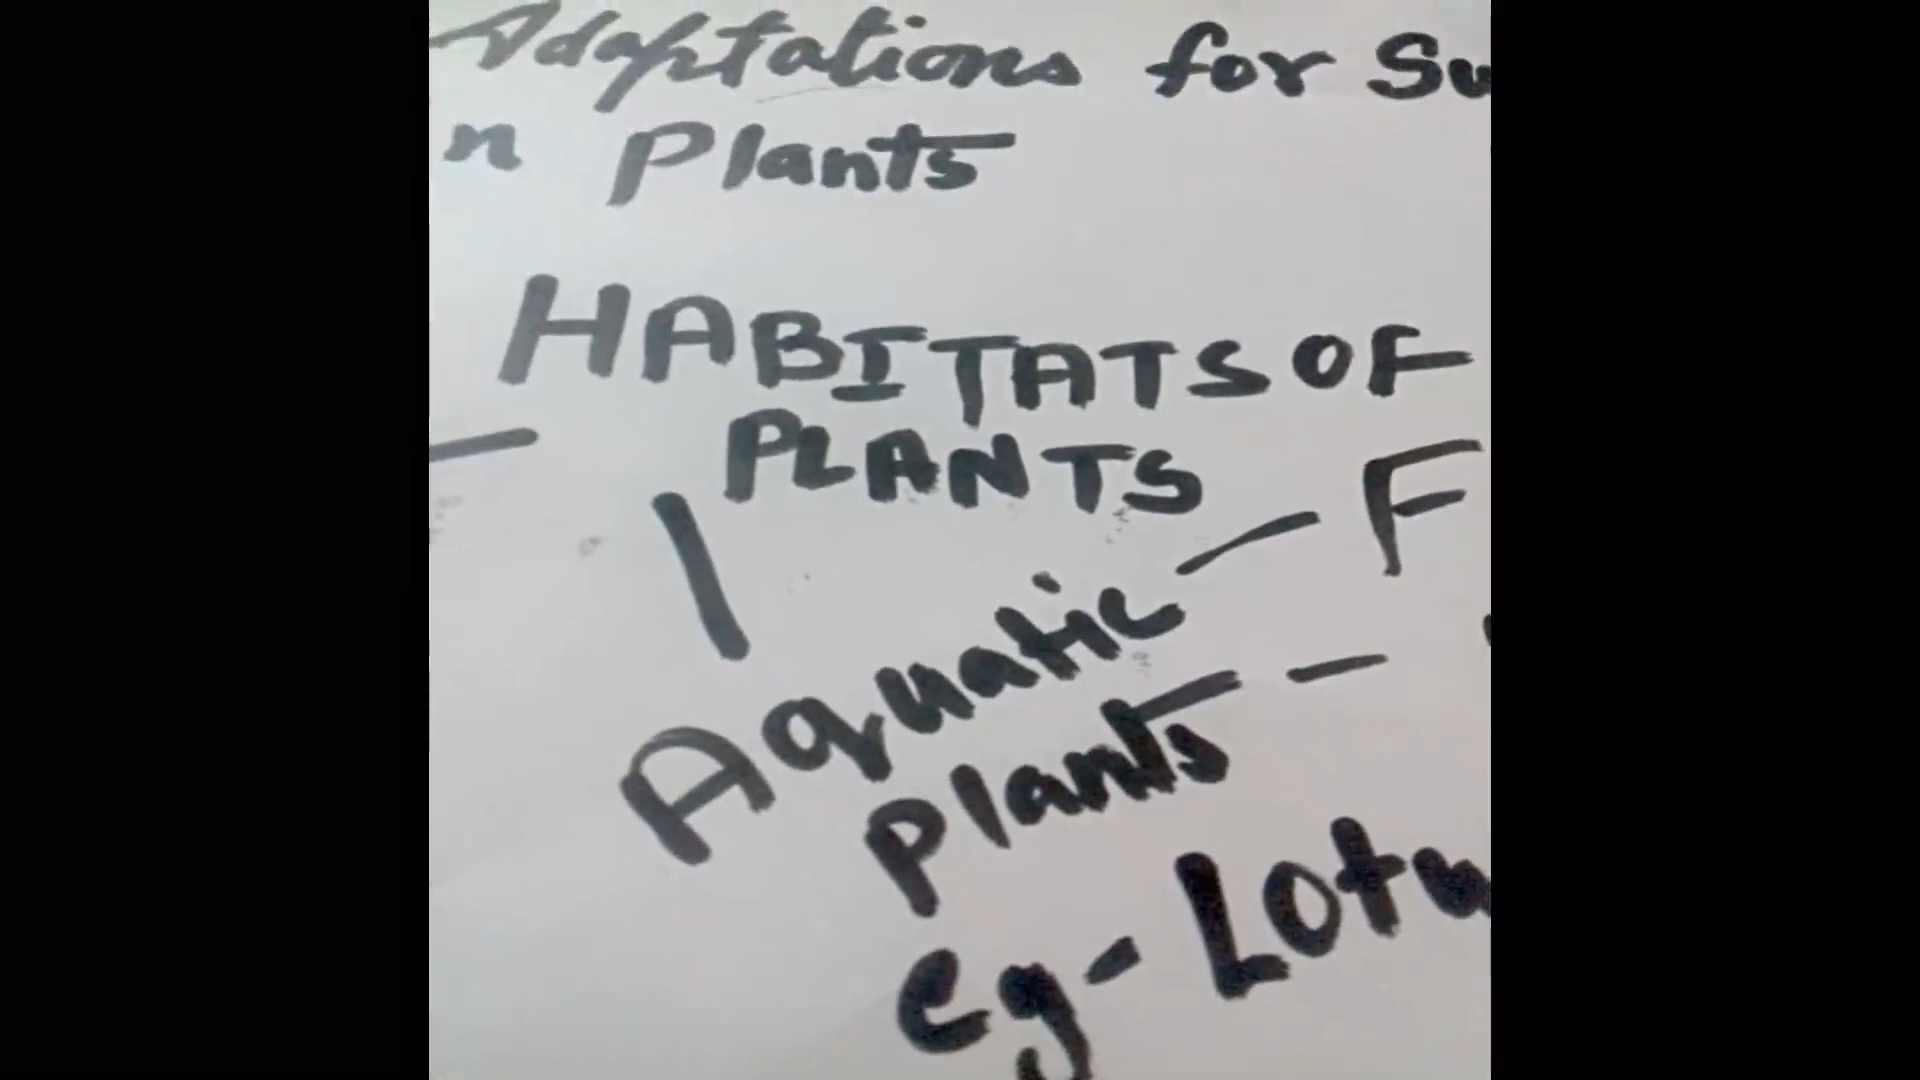 Adaptations for Su
n Plants
HABITATS OF
PLANTS
Aquatic - F
Plants -
eg - Lotu